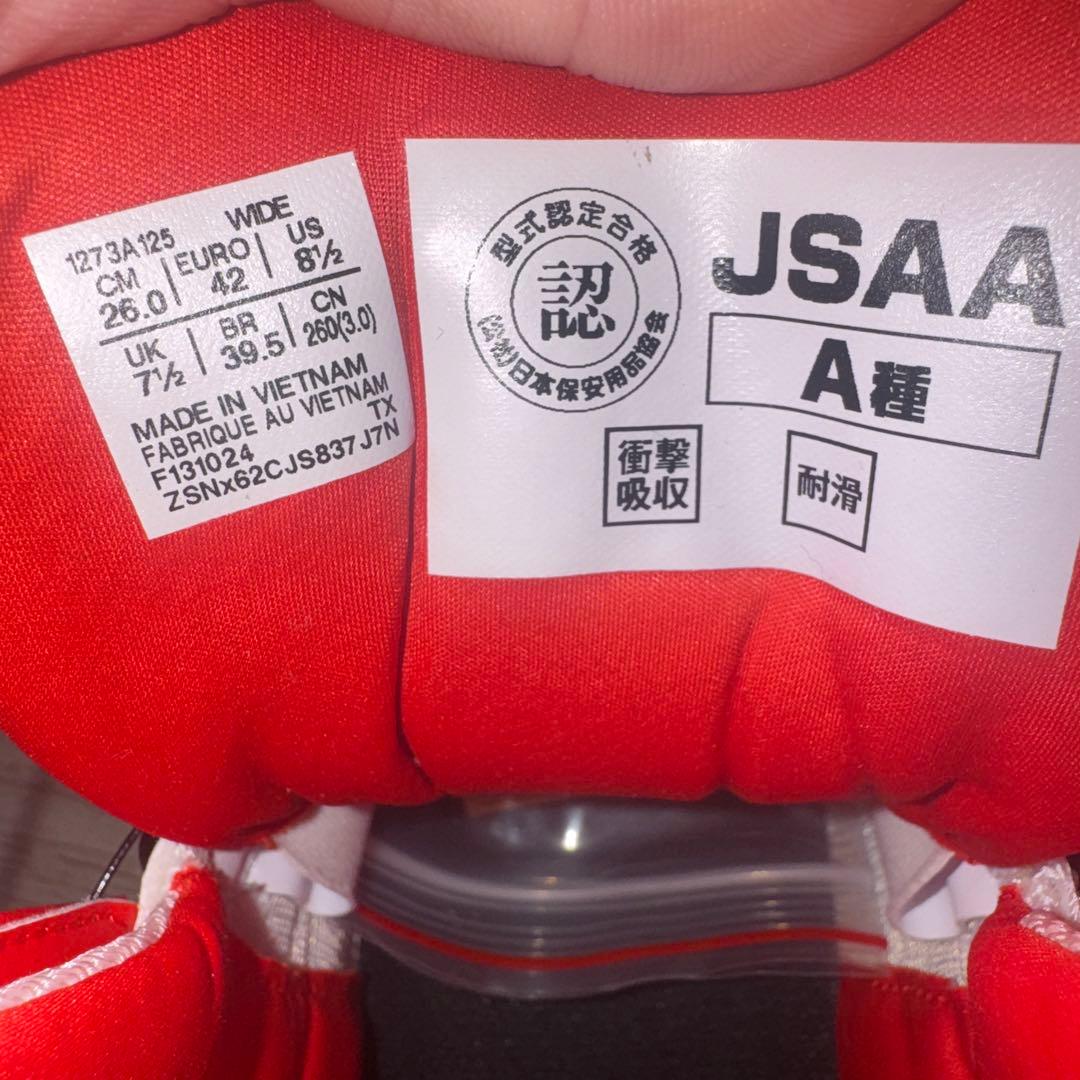 1273A125 WIDE
CM | EURO | US
26.0 | 42 | 8½
UK | BR | CN
7½ | 39.5 | 260(3.0)
MADE IN VIETNAM
FABRIQUE AU VIETNAM
F131024 TX
ZSNx62CJS837J7N
型式認定合格
認
(公社)日本保安用品協会
JSAA
A種
衝撃
吸収
耐滑